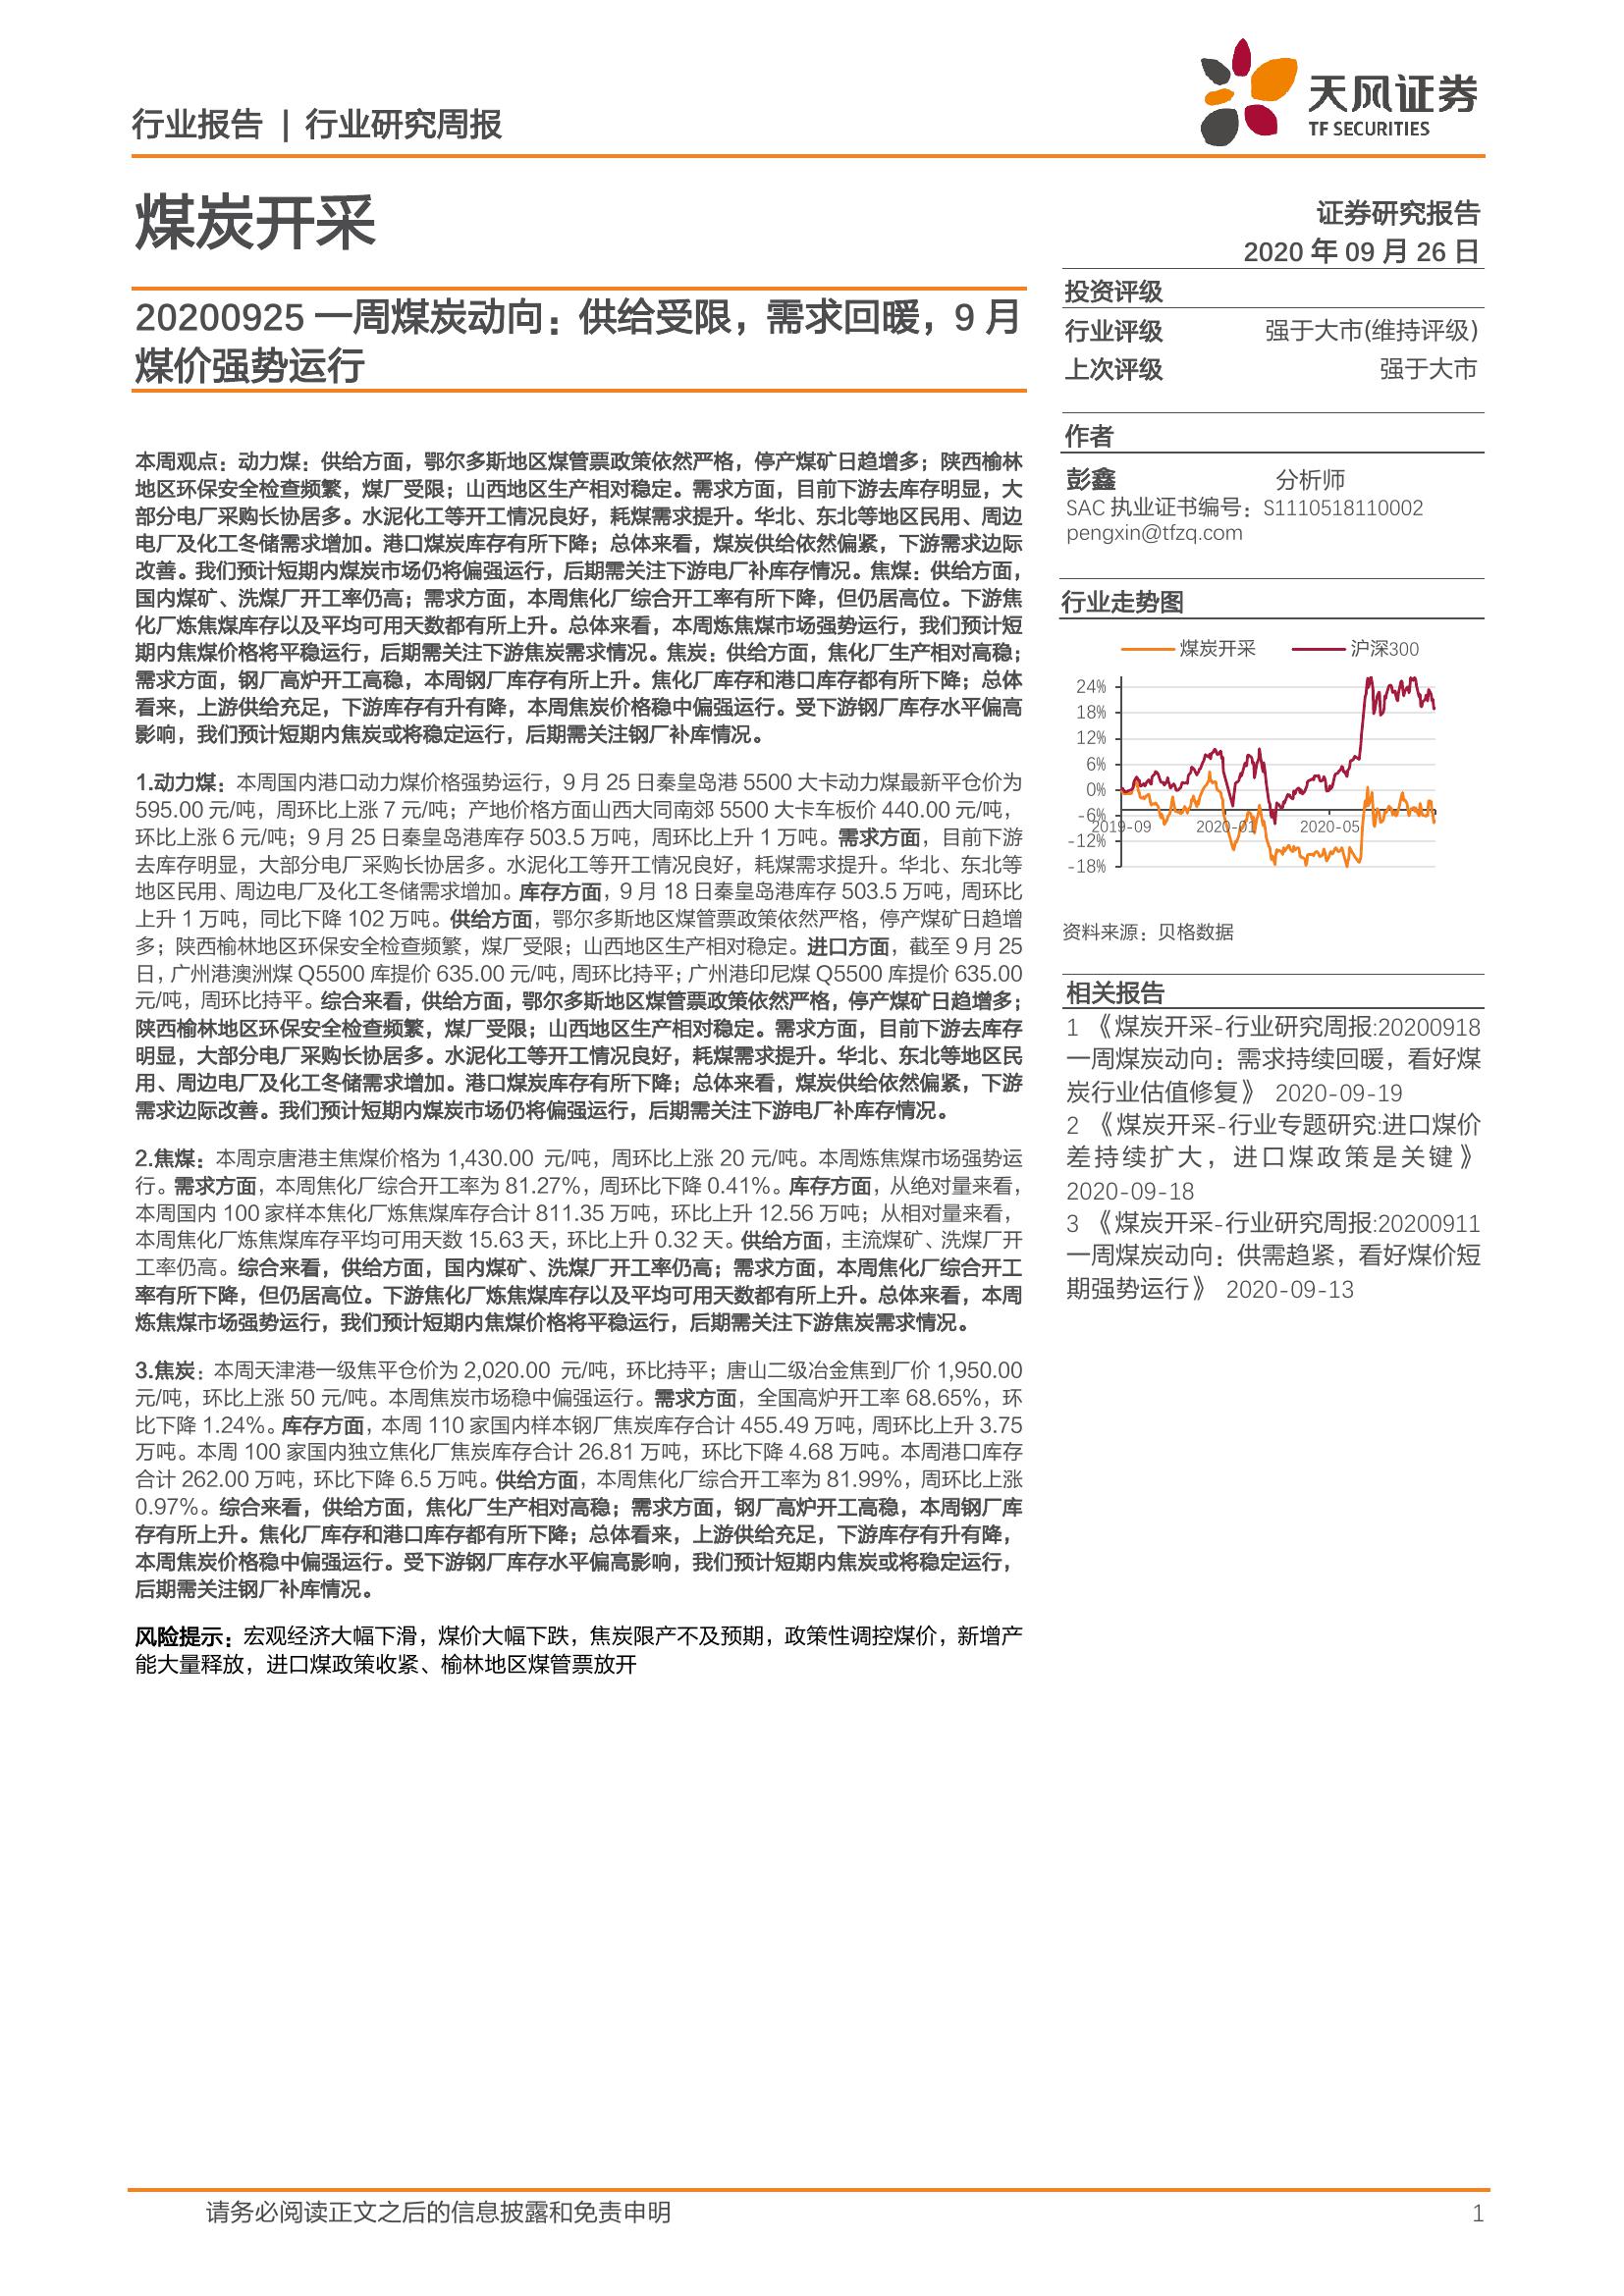 行业报告 | 行业研究周报
天风证券
TF SECURITIES
煤炭开采
证券研究报告
2020 年 09 月 26 日
20200925 一周煤炭动向：供给受限，需求回暖，9 月
煤价强势运行
本周观点：动力煤：供给方面，鄂尔多斯地区煤管票政策依然严格，停产煤矿日趋增多；陕西榆林
地区环保安全检查频繁，煤厂受限；山西地区生产相对稳定。需求方面，目前下游去库存明显，大
部分电厂采购长协居多。水泥化工等开工情况良好，耗煤需求提升。华北、东北等地区民用、周边
电厂及化工冬储需求增加。港口煤炭库存有所下降；总体来看，煤炭供给依然偏紧，下游需求边际
改善。我们预计短期内煤炭市场仍将偏强运行，后期需关注下游电厂补库存情况。焦煤：供给方面，
国内煤矿、洗煤厂开工率仍高；需求方面，本周焦化厂综合开工率有所下降，但仍居高位。下游焦
化厂炼焦煤库存以及平均可用天数都有所上升。总体来看，本周炼焦煤市场强势运行，我们预计短
期内焦煤价格将平稳运行，后期需关注下游焦炭需求情况。焦炭：供给方面，焦化厂生产相对高稳；
需求方面，钢厂高炉开工高稳，本周钢厂库存有所上升。焦化厂库存和港口库存都有所下降；总体
看来，上游供给充足，下游库存有升有降，本周焦炭价格稳中偏强运行。受下游钢厂库存水平偏高
影响，我们预计短期内焦炭或将稳定运行，后期需关注钢厂补库情况。
1.动力煤：本周国内港口动力煤价格强势运行，9 月 25 日秦皇岛港 5500 大卡动力煤最新平仓价为
595.00 元/吨，周环比上涨 7 元/吨；产地价格方面山西大同南郊 5500 大卡车板价 440.00 元/吨，
环比上涨 6 元/吨；9 月 25 日秦皇岛港库存 503.5 万吨，周环比上升 1 万吨。需求方面，目前下游
去库存明显，大部分电厂采购长协居多。水泥化工等开工情况良好，耗煤需求提升。华北、东北等
地区民用、周边电厂及化工冬储需求增加。库存方面，9 月 18 日秦皇岛港库存 503.5 万吨，周环比
上升 1 万吨，同比下降 102 万吨。供给方面，鄂尔多斯地区煤管票政策依然严格，停产煤矿日趋增
多；陕西榆林地区环保安全检查频繁，煤厂受限；山西地区生产相对稳定。进口方面，截至 9 月 25
日，广州港澳洲煤 Q5500 库提价 635.00 元/吨，周环比持平；广州港印尼煤 Q5500 库提价 635.00
元/吨，周环比持平。综合来看，供给方面，鄂尔多斯地区煤管票政策依然严格，停产煤矿日趋增多；
陕西榆林地区环保安全检查频繁，煤厂受限；山西地区生产相对稳定。需求方面，目前下游去库存
明显，大部分电厂采购长协居多。水泥化工等开工情况良好，耗煤需求提升。华北、东北等地区民
用、周边电厂及化工冬储需求增加。港口煤炭库存有所下降；总体来看，煤炭供给依然偏紧，下游
需求边际改善。我们预计短期内煤炭市场仍将偏强运行，后期需关注下游电厂补库存情况。
2.焦煤：本周京唐港主焦煤价格为 1,430.00 元/吨，周环比上涨 20 元/吨。本周炼焦煤市场强势运
行。需求方面，本周焦化厂综合开工率为 81.27%，周环比下降 0.41%。库存方面，从绝对量来看，
本周国内 100 家样本焦化厂炼焦煤库存合计 811.35 万吨，环比上升 12.56 万吨；从相对量来看，
本周焦化厂炼焦煤库存平均可用天数 15.63 天，环比上升 0.32 天。供给方面，主流煤矿、洗煤厂开
工率仍高。综合来看，供给方面，国内煤矿、洗煤厂开工率仍高；需求方面，本周焦化厂综合开工
率有所下降，但仍居高位。下游焦化厂炼焦煤库存以及平均可用天数都有所上升。总体来看，本周
炼焦煤市场强势运行，我们预计短期内焦煤价格将平稳运行，后期需关注下游焦炭需求情况。
3.焦炭：本周天津港一级焦平仓价为 2,020.00 元/吨，环比持平；唐山二级冶金焦到厂价 1,950.00
元/吨，环比上涨 50 元/吨。本周焦炭市场稳中偏强运行。需求方面，全国高炉开工率 68.65%，环
比下降 1.24%。库存方面，本周 110 家国内样本钢厂焦炭库存合计 455.49 万吨，周环比上升 3.75
万吨。本周 100 家国内独立焦化厂焦炭库存合计 26.81 万吨，环比下降 4.68 万吨。本周港口库存
合计 262.00 万吨，环比下降 6.5 万吨。供给方面，本周焦化厂综合开工率为 81.99%，周环比上涨
0.97%。综合来看，供给方面，焦化厂生产相对高稳；需求方面，钢厂高炉开工高稳，本周钢厂库
存有所上升。焦化厂库存和港口库存都有所下降；总体看来，上游供给充足，下游库存有升有降，
本周焦炭价格稳中偏强运行。受下游钢厂库存水平偏高影响，我们预计短期内焦炭或将稳定运行，
后期需关注钢厂补库情况。
风险提示：宏观经济大幅下滑，煤价大幅下跌，焦炭限产不及预期，政策性调控煤价，新增产
能大量释放，进口煤政策收紧、榆林地区煤管票放开
投资评级
行业评级 强于大市(维持评级)
上次评级 强于大市
作者
彭鑫 分析师
SAC 执业证书编号：S1110518110002
pengxin@tfzq.com
行业走势图
煤炭开采 沪深300
24%
18%
12%
6%
0%
-6%
2019-09 2020-01 2020-05
-12%
-18%
资料来源：贝格数据
相关报告
1 《煤炭开采-行业研究周报:20200918
一周煤炭动向：需求持续回暖，看好煤
炭行业估值修复》 2020-09-19
2 《煤炭开采-行业专题研究:进口煤价
差持续扩大，进口煤政策是关键》
2020-09-18
3 《煤炭开采-行业研究周报:20200911
一周煤炭动向：供需趋紧，看好煤价短
期强势运行》 2020-09-13
请务必阅读正文之后的信息披露和免责申明 1